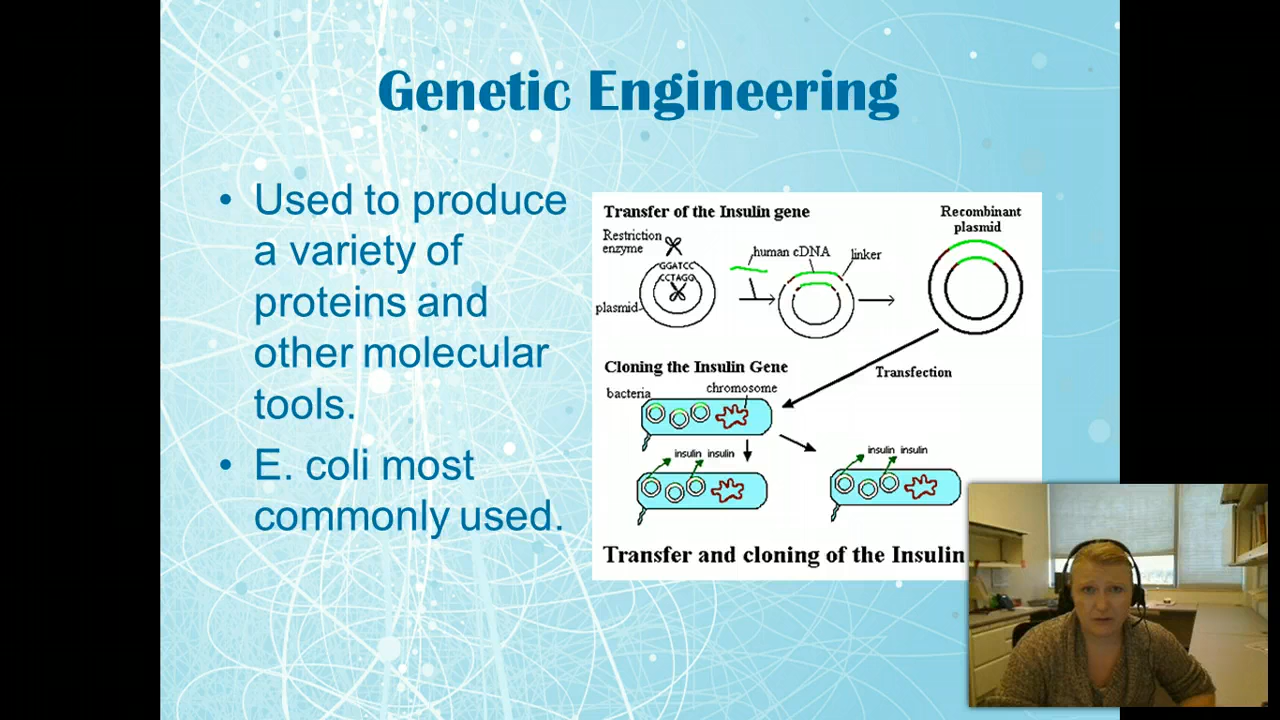 Genetic Engineering
• Used to produce
a variety of
proteins and
other molecular
tools.
• E. coli most
commonly used.
Transfer of the Insulin gene
Restriction
enzyme
GGATCC
CCTAGG
plasmid
human cDNA
linker
Recombinant
plasmid
Transfection
Cloning the Insulin Gene
bacteria
chromosome
insulin insulin
insulin insulin
Transfer and cloning of the Insulin